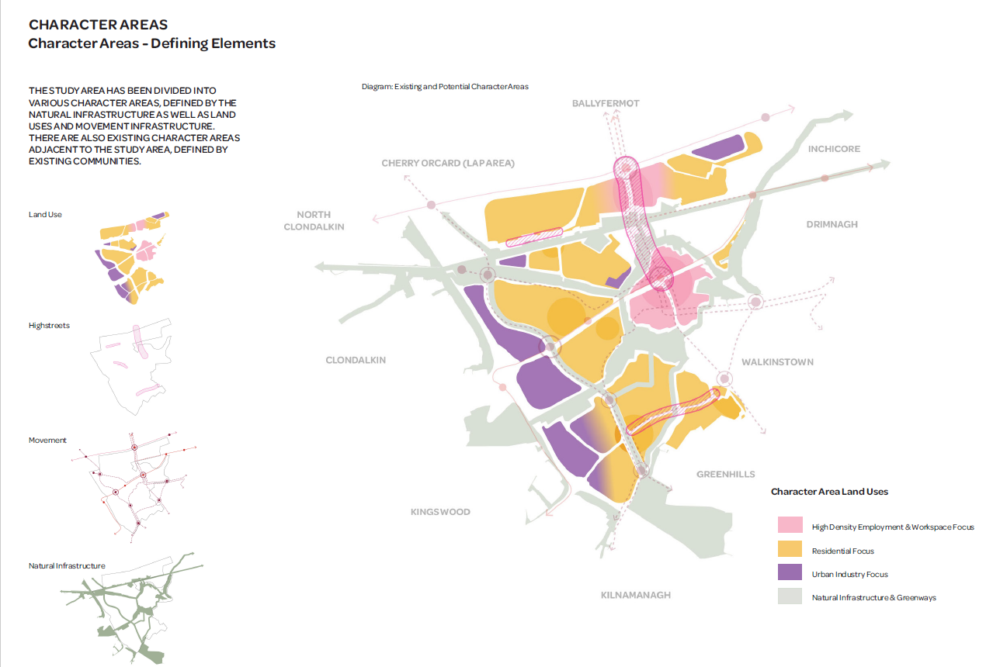 CHARACTER AREAS
Character Areas - Defining Elements
THE STUDY AREA HAS BEEN DIVIDED INTO
VARIOUS CHARACTER AREAS, DEFINED BY THE
NATURAL INFRASTRUCTURE AS WELL AS LAND
USES AND MOVEMENT INFRASTRUCTURE.
THERE ARE ALSO EXISTING CHARACTER AREAS
ADJACENT TO THE STUDY AREA, DEFINED BY
EXISTING COMMUNITIES.
Land Use
Highstreets
Movement
Natural Infrastructure
Diagram: Existing and Potential Character Areas
BALLYFERMOT
INCHICORE
CHERRY ORCARD (LAP AREA)
NORTH
CLONDALKIN
DRIMNAGH
CLONDALKIN
WALKINSTOWN
GREENHILLS
KINGSWOOD
KILNAMANAGH
Character Area Land Uses
High Density Employment & Workspace Focus
Residential Focus
Urban Industry Focus
Natural Infrastructure & Greenways